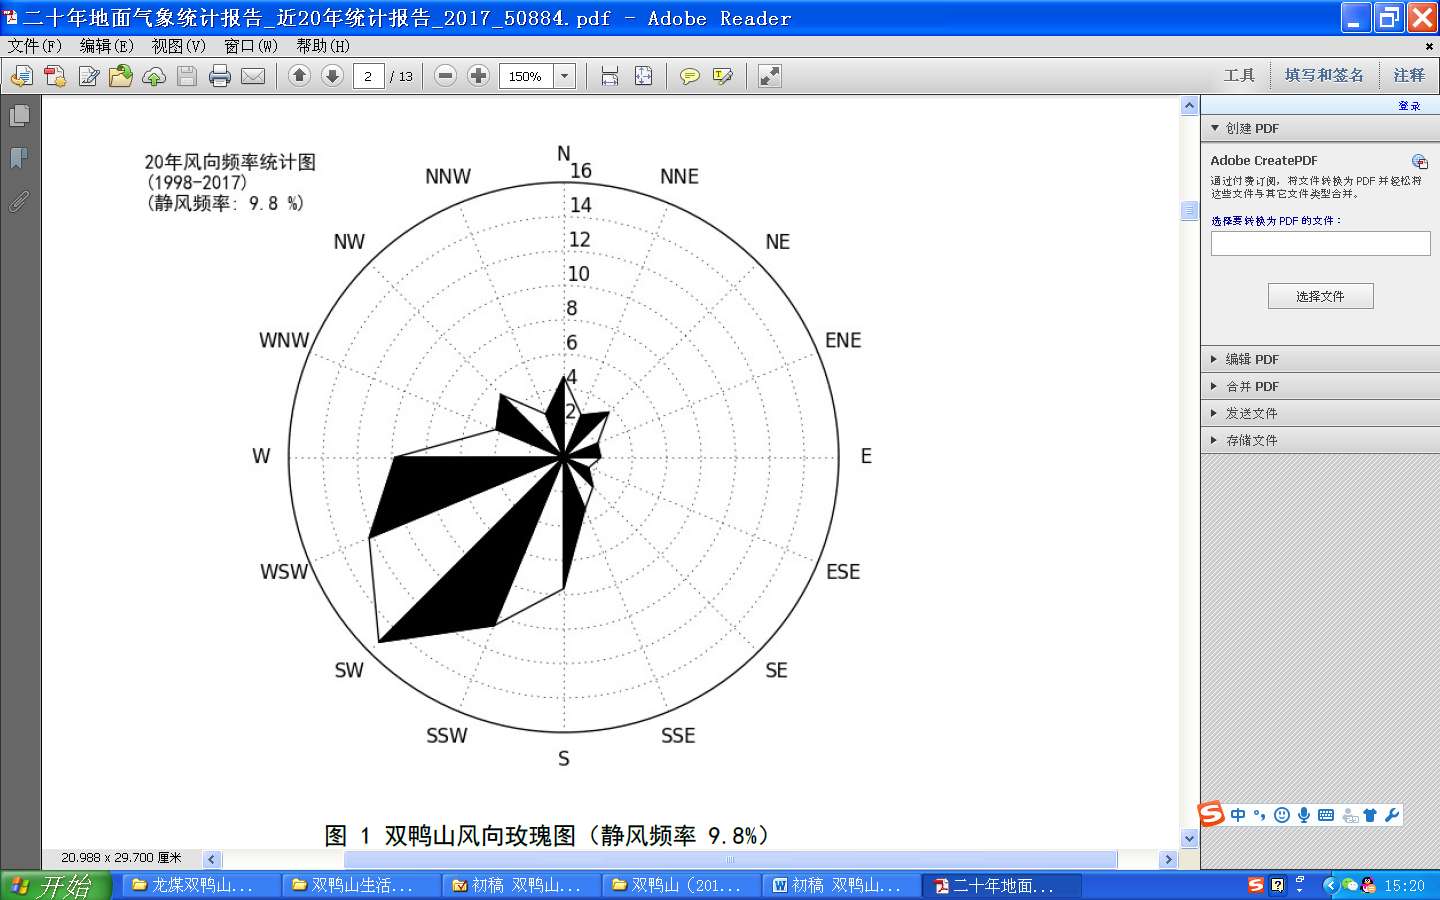 二十年地面气象统计报告_近20年统计报告_2017_50884.pdf - Adobe Reader
文件(F) 编辑(E) 视图(V) 窗口(W) 帮助(H)
2 / 13 150% 工具 填写和签名 注释
登录
创建 PDF
Adobe CreatePDF
通过付费订阅，将文件转换为 PDF 并轻松将
这些文件与其它文件类型合并。
选择要转换为 PDF 的文件：
选择文件
编辑 PDF
合并 PDF
发送文件
存储文件
20年风向频率统计图
(1998-2017)
(静风频率: 9.8 %)
N
16
14
12
10
8
6
4
2
NNW
NNE
NW
NE
WNW
ENE
W
E
WSW
ESE
SW
SE
SSW
SSE
S
图 1 双鸭山风向玫瑰图（静风频率 9.8%）
中
20.988 x 29.700 厘米
开始 龙煤双鸭山... 双鸭山生活... 初稿 双鸭山... 双鸭山（201... 初稿 双鸭山... 二十年地面... 15:20